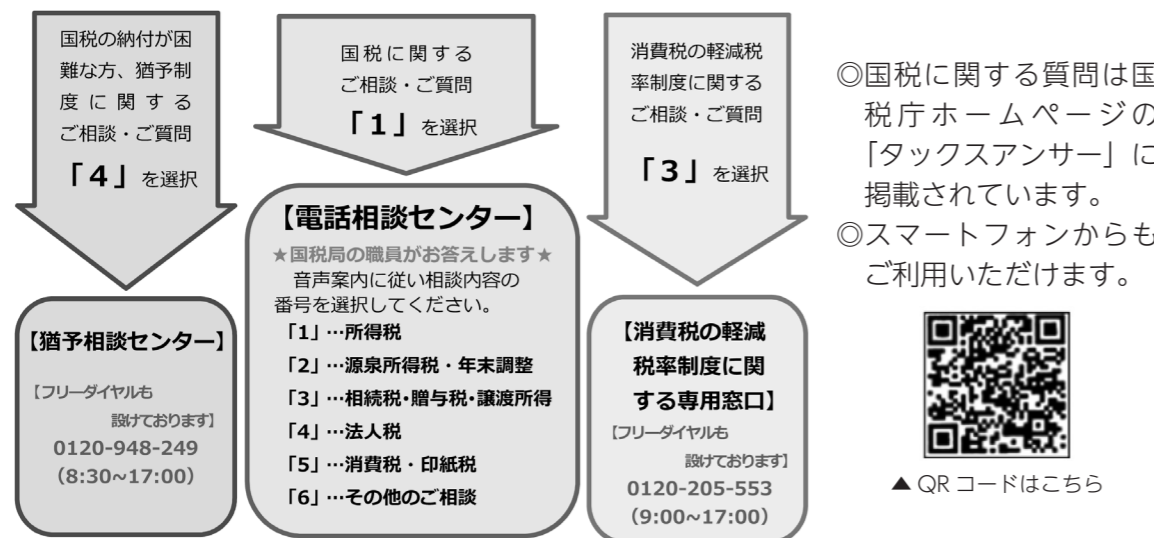 国税の納付が困
難な方、猶予制
度に関する
ご相談・ご質問
「４」を選択
国税に関する
ご相談・ご質問
「１」を選択
消費税の軽減税
率制度に関する
ご相談・ご質問
「３」を選択
【猶予相談センター】
【フリーダイヤルも
設けております】
0120-948-249
（8:30~17:00）
【電話相談センター】
★国税局の職員がお答えします★
音声案内に従い相談内容の
番号を選択してください。
「1」…所得税
「2」…源泉所得税・年末調整
「3」…相続税・贈与税・譲渡所得
「4」…法人税
「5」…消費税・印紙税
「6」…その他のご相談
【消費税の軽減
税率制度に関
する専用窓口】
【フリーダイヤルも
設けております】
0120-205-553
（9:00~17:00）
◎国税に関する質問は国
税庁ホームページの
「タックスアンサー」に
掲載されています。
◎スマートフォンからも
ご利用いただけます。
▲ QR コードはこちら